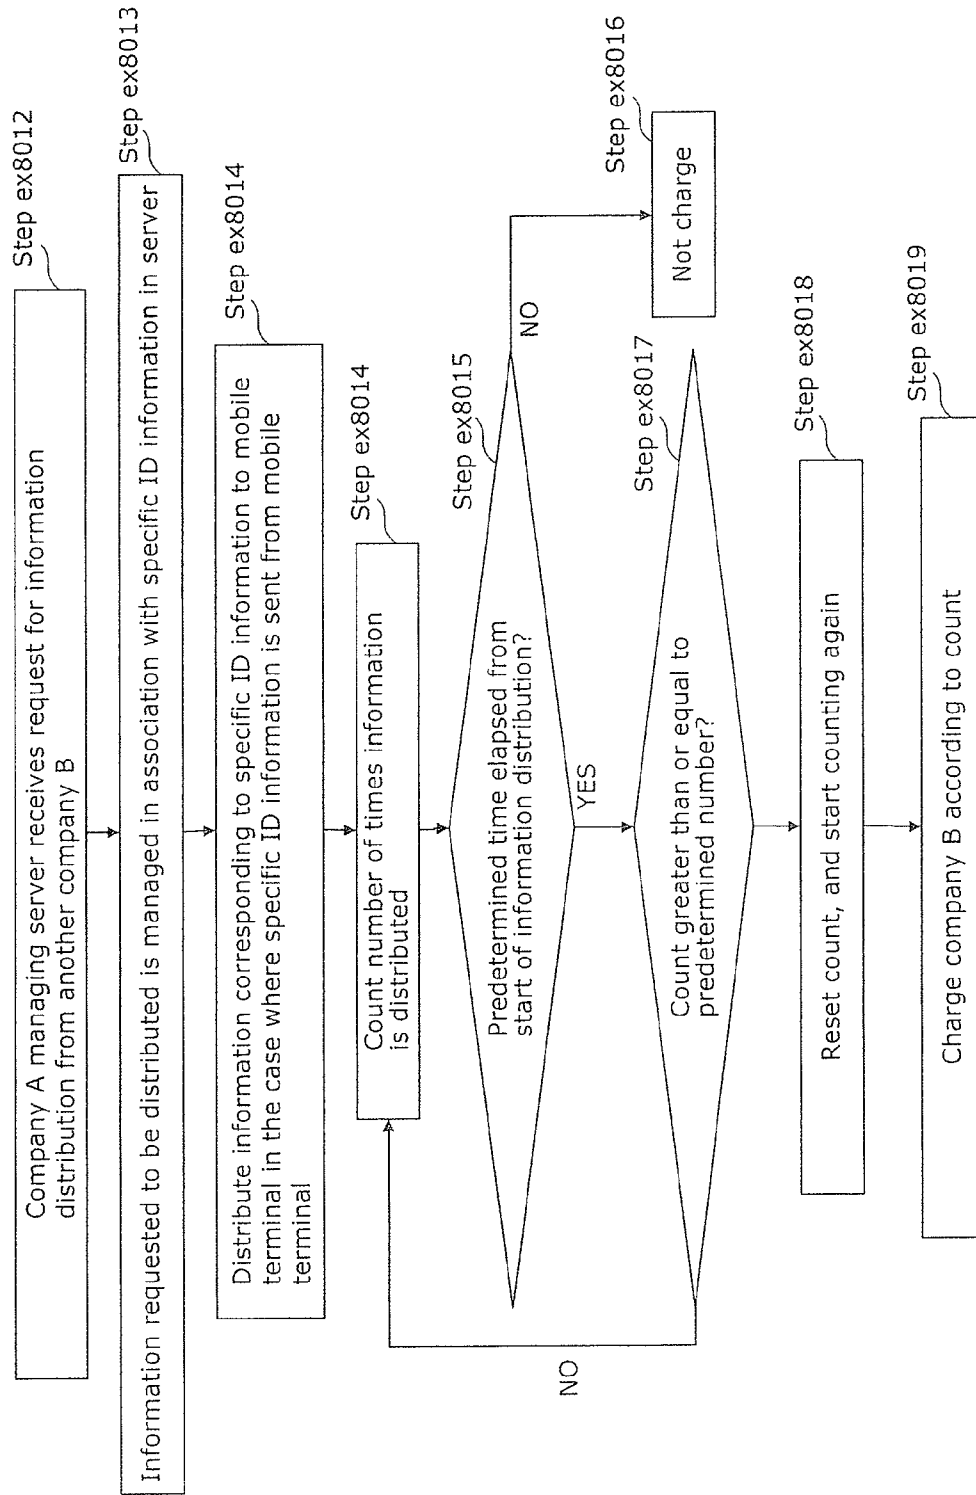 Step ex8012
Company A managing server receives request for information
distribution from another company B
Step ex8013
Information requested to be distributed is managed in association with specific ID information in server
Step ex8014
Distribute information corresponding to specific ID information to mobile
terminal in the case where specific ID information is sent from mobile
terminal
Step ex8014
Count number of times information
is distributed
Step ex8015
Predetermined time elapsed from
start of information distribution?
NO
YES
Step ex8016
Not charge
Step ex8017
Count greater than or equal to
predetermined number?
NO
Step ex8018
Reset count, and start counting again
Step ex8019
Charge company B according to count